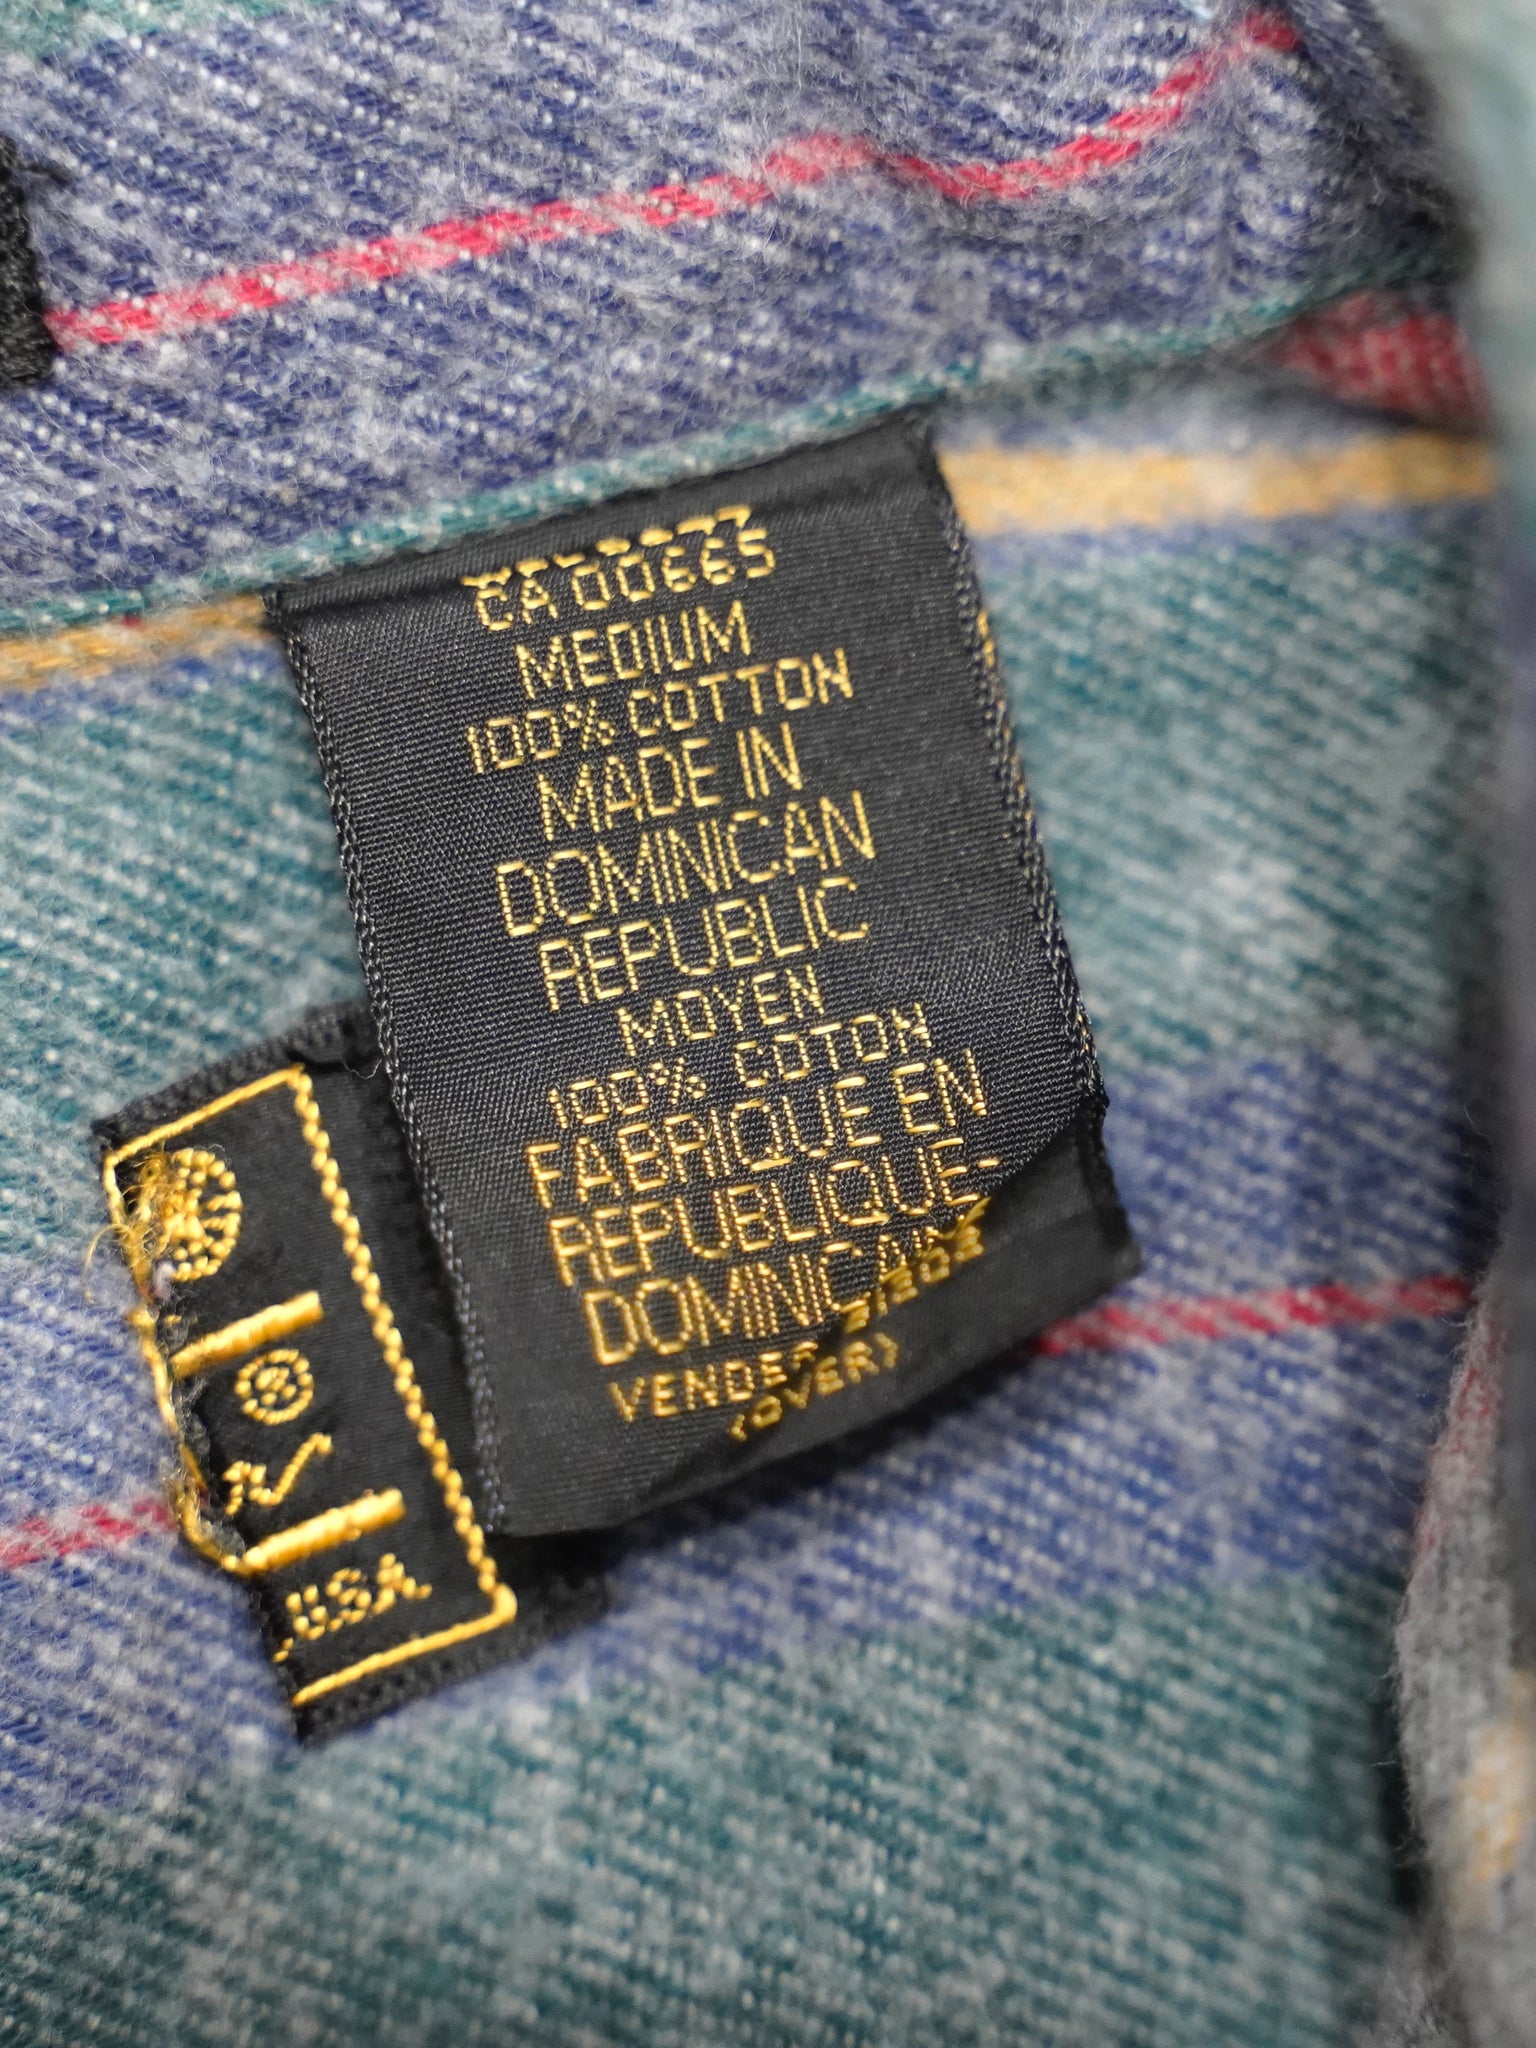 CA 00665
MEDIUM
100% COTTON
MADE IN
DOMINICAN
REPUBLIC
MOYEN
100% COTON
FABRIQUE EN
REPUBLIQUE-
DOMINICAINE
(OVER)
®
USA